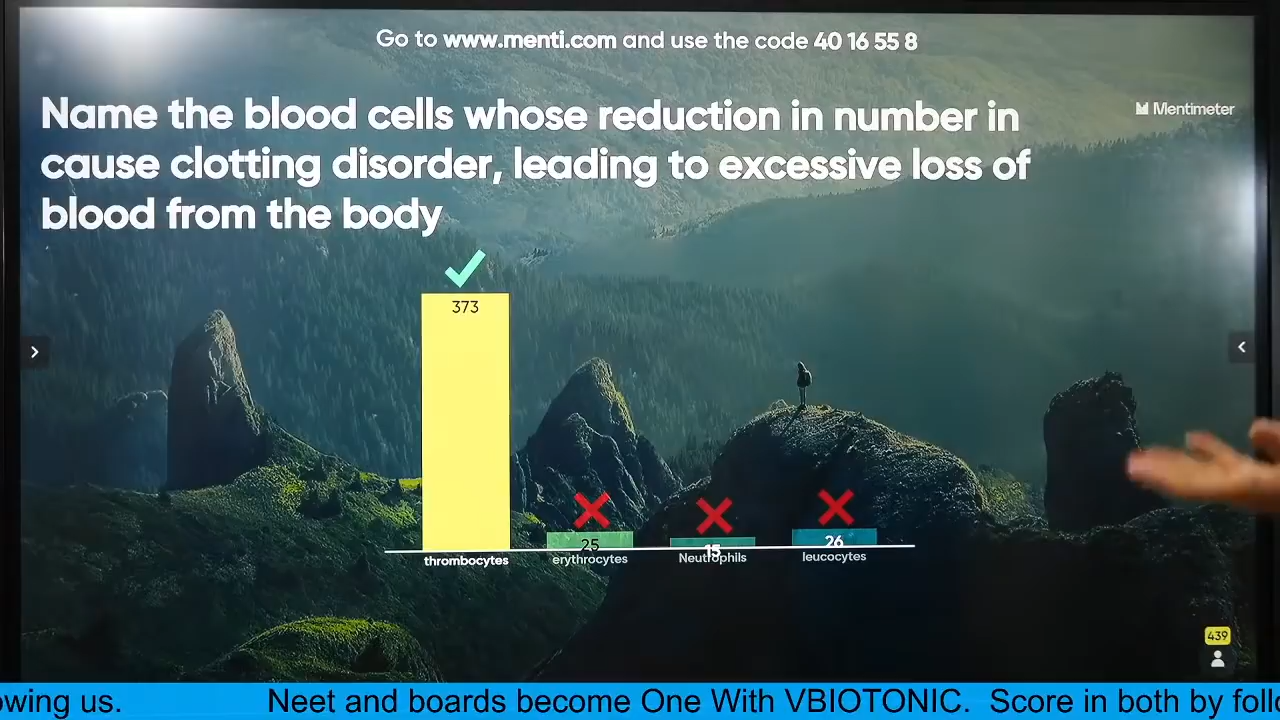 Go to www.menti.com and use the code 40 16 55 8
Mentimeter
Name the blood cells whose reduction in number in
cause clotting disorder, leading to excessive loss of
blood from the body
373
25
15
26
thrombocytes
erythrocytes
Neutrophils
leucocytes
439
owing us. Neet and boards become One With VBIOTONIC. Score in both by follo